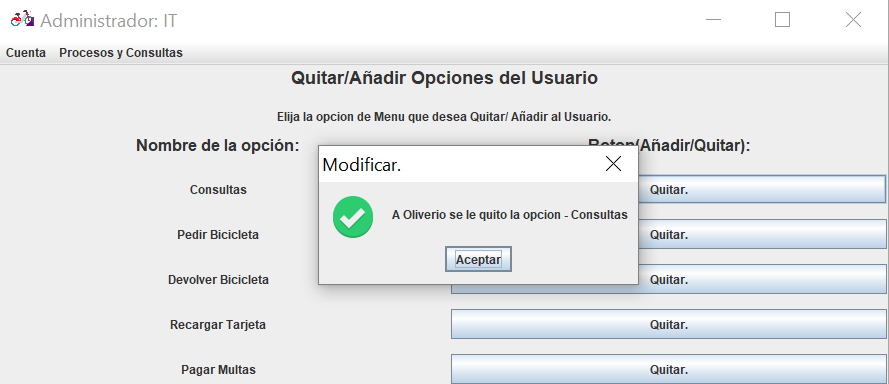 Administrador: IT
Cuenta Procesos y Consultas
Quitar/Añadir Opciones del Usuario
Elija la opcion de Menu que desea Quitar/ Añadir al Usuario.
Nombre de la opción:
(Añadir/Quitar):
Modificar.
A Oliverio se le quito la opcion - Consultas
Aceptar
Consultas Quitar.
Pedir Bicicleta Quitar.
Devolver Bicicleta Quitar.
Recargar Tarjeta Quitar.
Pagar Multas Quitar.